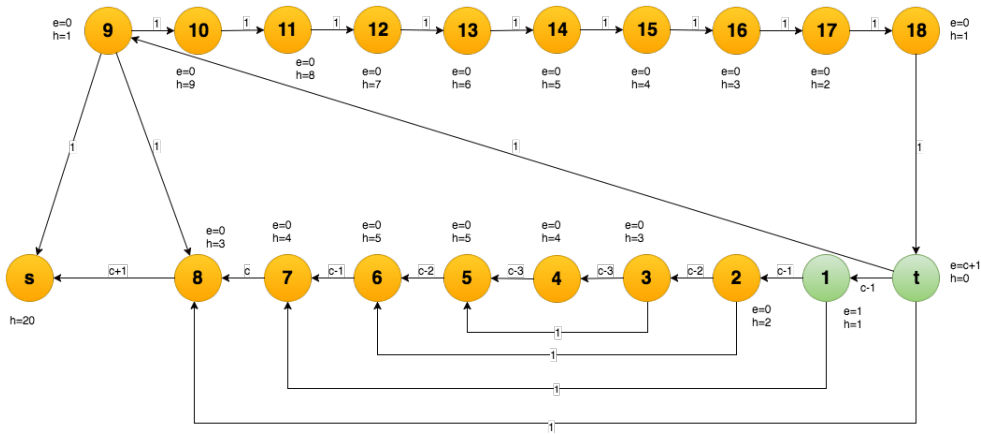 e=0
h=1
9
1
10
1
11
1
12
1
13
1
14
1
15
1
16
1
17
1
18
e=0
h=1
e=0
h=9
e=0
h=8
e=0
h=7
e=0
h=6
e=0
h=5
e=0
h=4
e=0
h=3
e=0
h=2
1
1
1
1
e=0
h=3
e=0
h=4
e=0
h=5
e=0
h=5
e=0
h=4
e=0
h=3
s
c+1
8
c
7
c-1
6
c-2
5
c-3
4
c-3
3
c-2
2
c-1
1
c-1
t
e=c+1
h=0
h=20
e=0
h=2
e=1
h=1
1
1
1
1